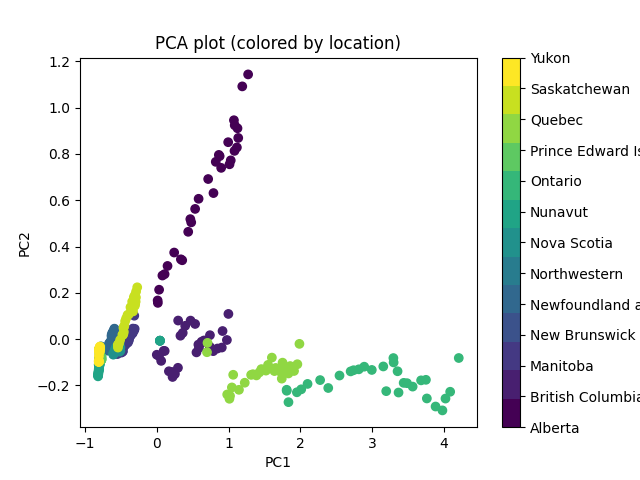 PCA plot (colored by location)
1.2
1.0
0.8
0.6
0.4
0.2
0.0
−0.2
PC2
−1
0
1
2
3
4
PC1
Yukon
Saskatchewan
Quebec
Prince Edward Is
Ontario
Nunavut
Nova Scotia
Northwestern
Newfoundland a
New Brunswick
Manitoba
British Columbia
Alberta